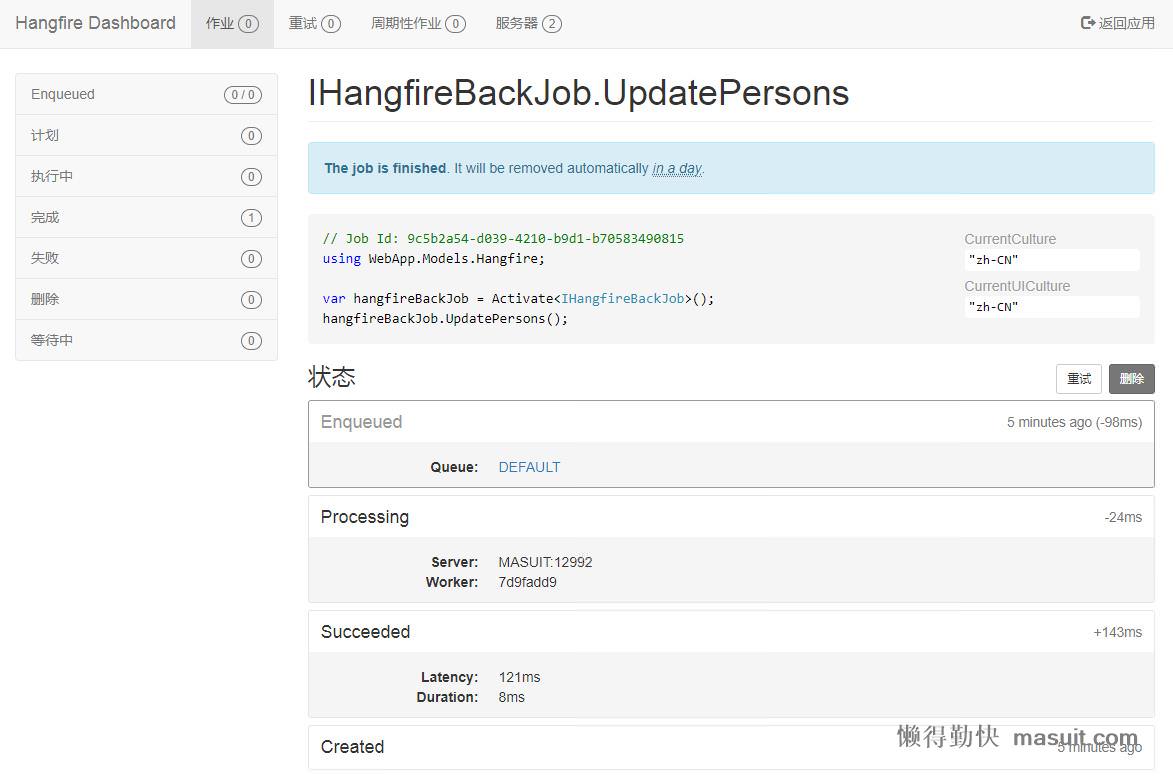 Hangfire Dashboard 作业 0 重试 0 周期性作业 0 服务器 2 返回应用
Enqueued 0 / 0
计划 0
执行中 0
完成 1
失败 0
删除 0
等待中 0
IHangfireBackJob.UpdatePersons
The job is finished. It will be removed automatically in a day.
// Job Id: 9c5b2a54-d039-4210-b9d1-b70583490815
using WebApp.Models.Hangfire;
var hangfireBackJob = Activate<IHangfireBackJob>();
hangfireBackJob.UpdatePersons();
CurrentCulture
"zh-CN"
CurrentUICulture
"zh-CN"
状态 重试 删除
Enqueued 5 minutes ago (-98ms)
Queue: DEFAULT
Processing -24ms
Server: MASUIT:12992
Worker: 7d9fadd9
Succeeded +143ms
Latency: 121ms
Duration: 8ms
Created 5 minutes ago
懒得勤快 masuit.com